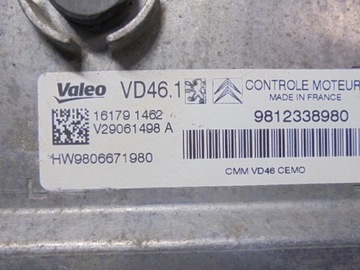 Valeo VD46.1 CONTROLE MOTEUR
MADE IN FRANCE
16179 1462
V29061498 A
9812338980
HW9806671980
CMM VD46 CEMO